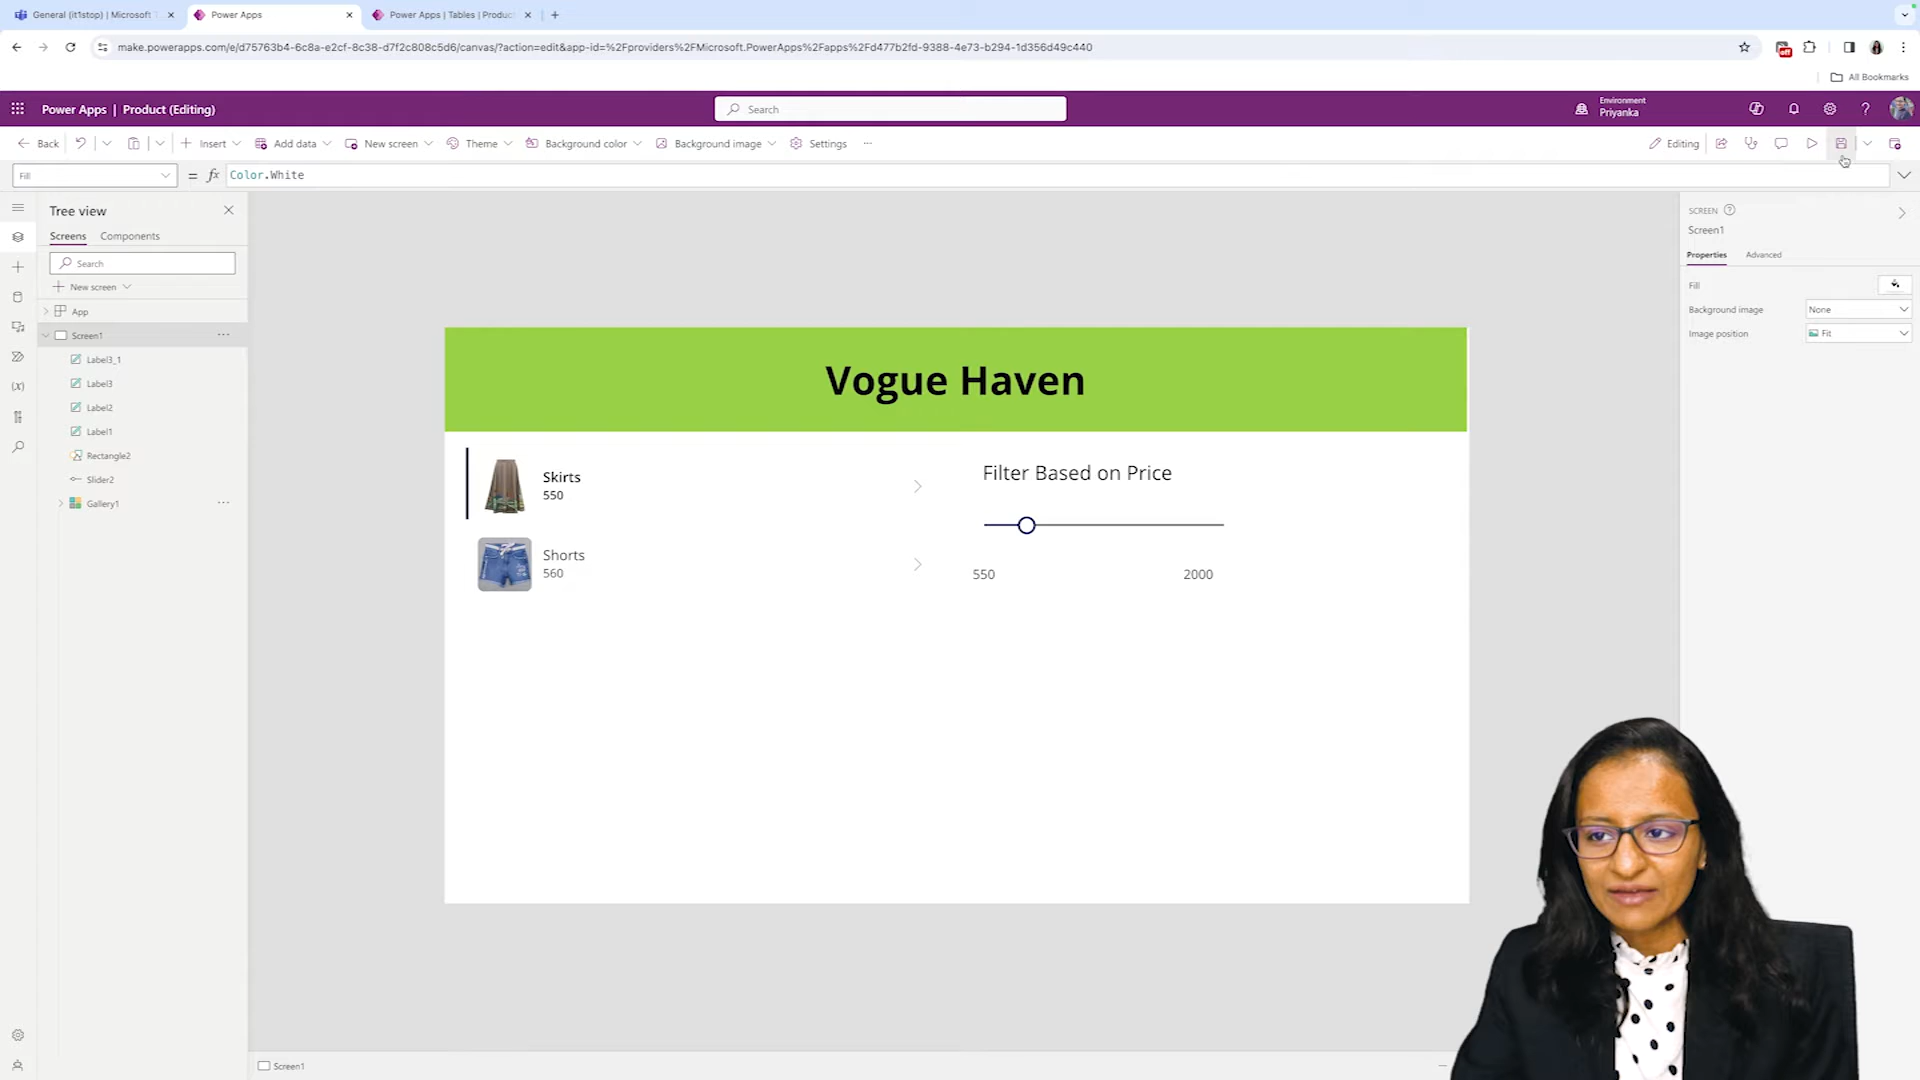 General (it1stop) | Microsoft T
Power Apps
Power Apps | Tables | Product
make.powerapps.com/e/d75763b4-6c8a-e2cf-8c38-d7f2c808c5d6/canvas/?action=edit&app-id=%2Fproviders%2FMicrosoft.PowerApps%2Fapps%2Fd477b2fd-9388-4e73-b294-1d356d49c440
off
All Bookmarks
Power Apps | Product (Editing)
Search
Environment
Priyanka
Back
Insert
Add data
New screen
Theme
Background color
Background image
Settings
Editing
Fill
= fx
Color.White
Tree view
Screens
Components
Search
New screen
App
Screen1
Label3_1
Label3
Label2
Label1
Rectangle2
Slider2
Gallery1
Vogue Haven
Skirts
550
Shorts
560
Filter Based on Price
550
2000
SCREEN
Screen1
Properties
Advanced
Fill
Background image
None
Image position
Fit
Screen1